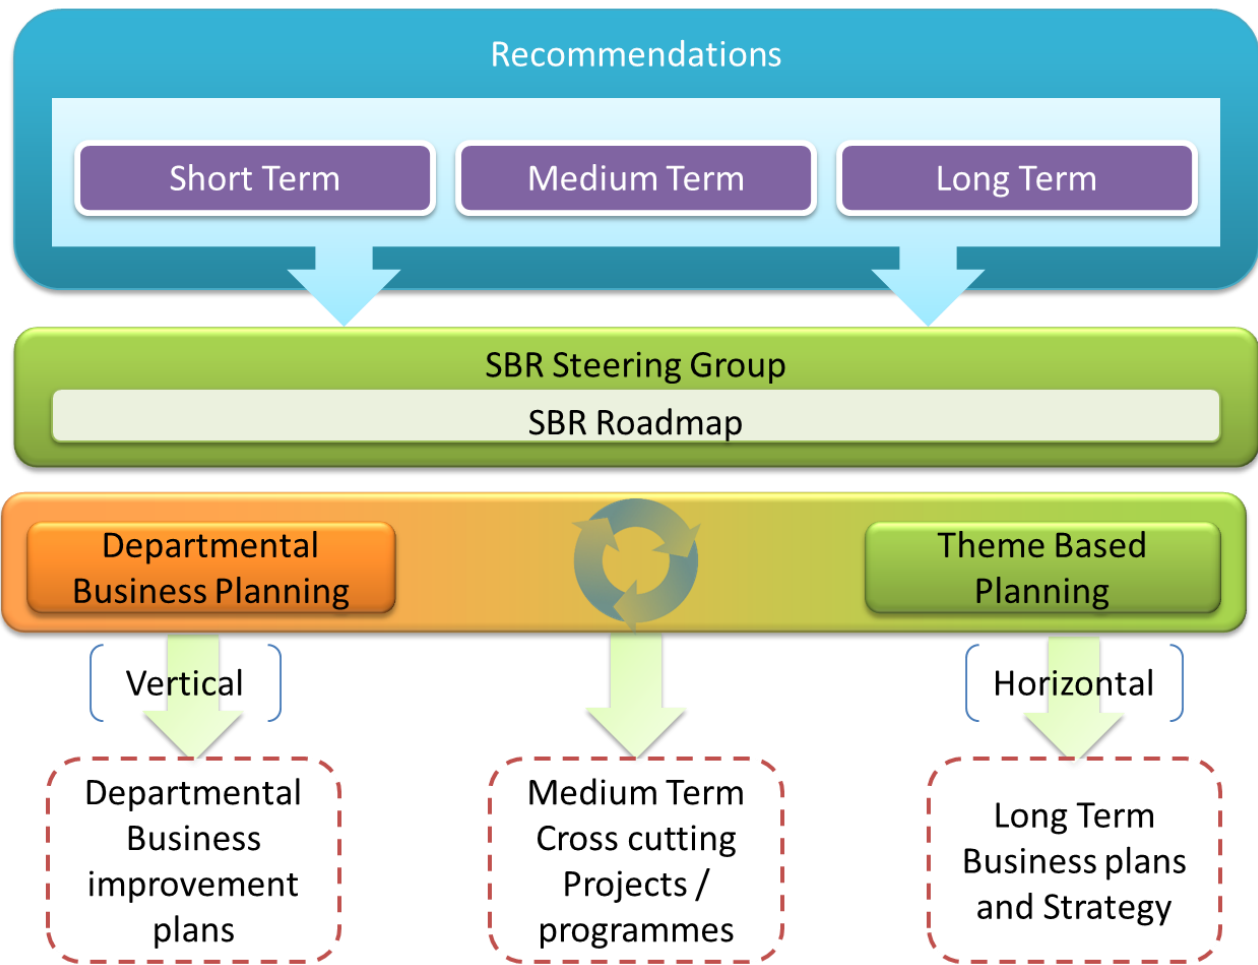 Recommendations
Short Term
Medium Term
Long Term
SBR Steering Group
SBR Roadmap
Departmental
Business Planning
Theme Based
Planning
Vertical
Horizontal
Departmental
Business
improvement
plans
Medium Term
Cross cutting
Projects /
programmes
Long Term
Business plans
and Strategy